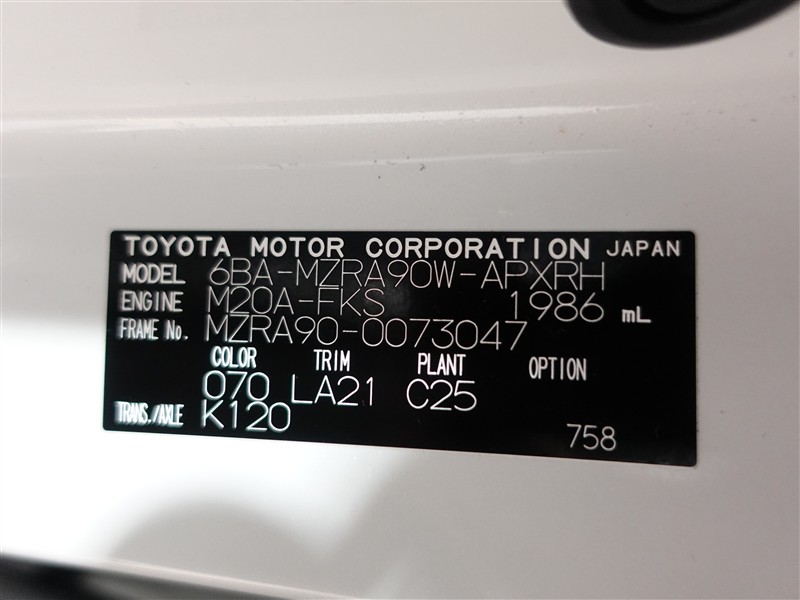 TOYOTA MOTOR CORPORATION JAPAN
MODEL 6BA-MZRA90W-APXRH
ENGINE M20A-FKS 1986 mL
FRAME No. MZRA90-0073047
COLOR TRIM PLANT OPTION
070 LA21 C25
TRANS./AXLE K120
758